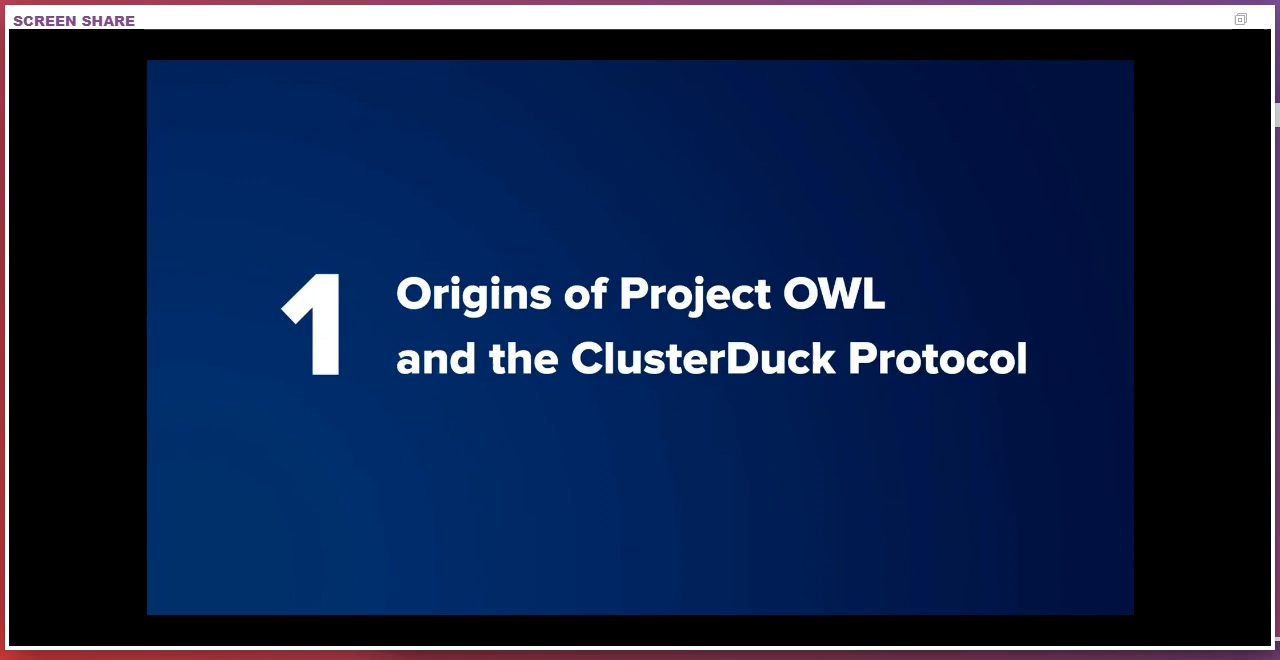 SCREEN SHARE
1
Origins of Project OWL
and the ClusterDuck Protocol